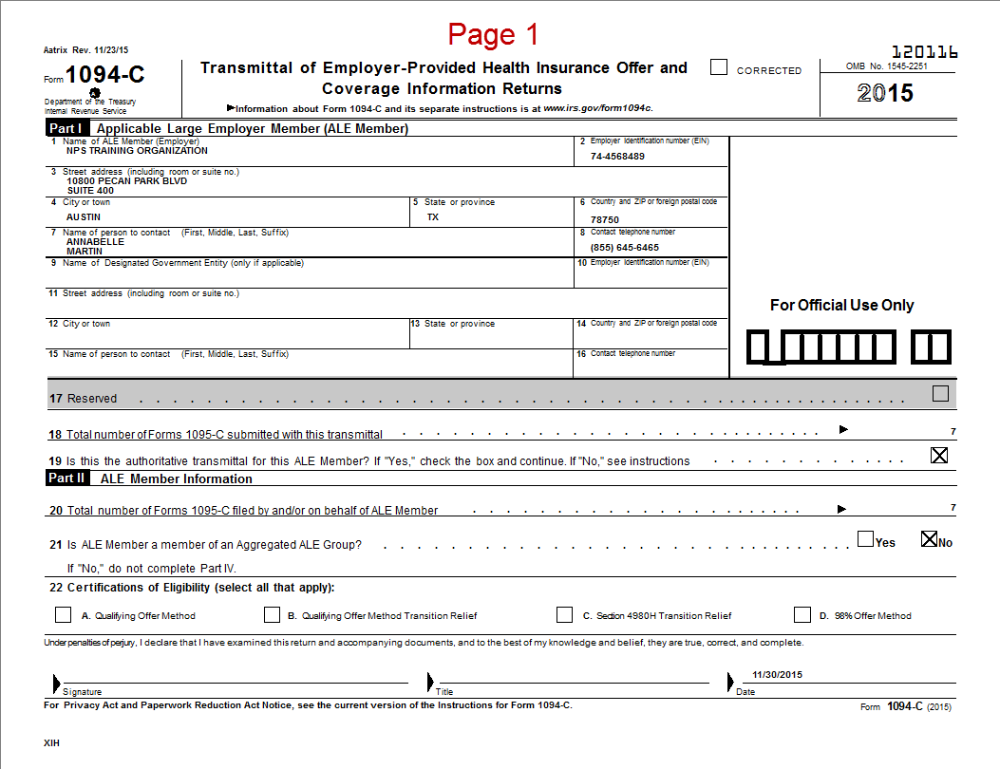 Page 1
Aatrix Rev. 11/23/15
120116
Form 1094-C
Department of the Treasury
Internal Revenue Service
Transmittal of Employer-Provided Health Insurance Offer and
Coverage Information Returns
▶Information about Form 1094-C and its separate instructions is at www.irs.gov/form1094c.
CORRECTED
OMB No. 1545-2251
2015
Part I Applicable Large Employer Member (ALE Member)
1 Name of ALE Member (Employer)
NPS TRAINING ORGANIZATION
2 Employer identification number (EIN)
74-4568489
3 Street address (including room or suite no.)
10800 PECAN PARK BLVD
SUITE 400
4 City or town
AUSTIN
5 State or province
TX
6 Country and ZIP or foreign postal code
78750
7 Name of person to contact (First, Middle, Last, Suffix)
ANNABELLE
MARTIN
8 Contact telephone number
(855) 645-6465
9 Name of Designated Government Entity (only if applicable)
10 Employer identification number (EIN)
11 Street address (including room or suite no.)
For Official Use Only
12 City or town
13 State or province
14 Country and ZIP or foreign postal code
15 Name of person to contact (First, Middle, Last, Suffix)
16 Contact telephone number
17 Reserved
18 Total number of Forms 1095-C submitted with this transmittal ▶ 7
19 Is this the authoritative transmittal for this ALE Member? If "Yes," check the box and continue. If "No," see instructions X
Part II ALE Member Information
20 Total number of Forms 1095-C filed by and/or on behalf of ALE Member ▶ 7
21 Is ALE Member a member of an Aggregated ALE Group? Yes X No
If "No," do not complete Part IV.
22 Certifications of Eligibility (select all that apply):
A. Qualifying Offer Method B. Qualifying Offer Method Transition Relief C. Section 4980H Transition Relief D. 98% Offer Method
Under penalties of perjury, I declare that I have examined this return and accompanying documents, and to the best of my knowledge and belief, they are true, correct, and complete.
11/30/2015
Signature Title Date
For Privacy Act and Paperwork Reduction Act Notice, see the current version of the Instructions for Form 1094-C. Form 1094-C (2015)
XIH